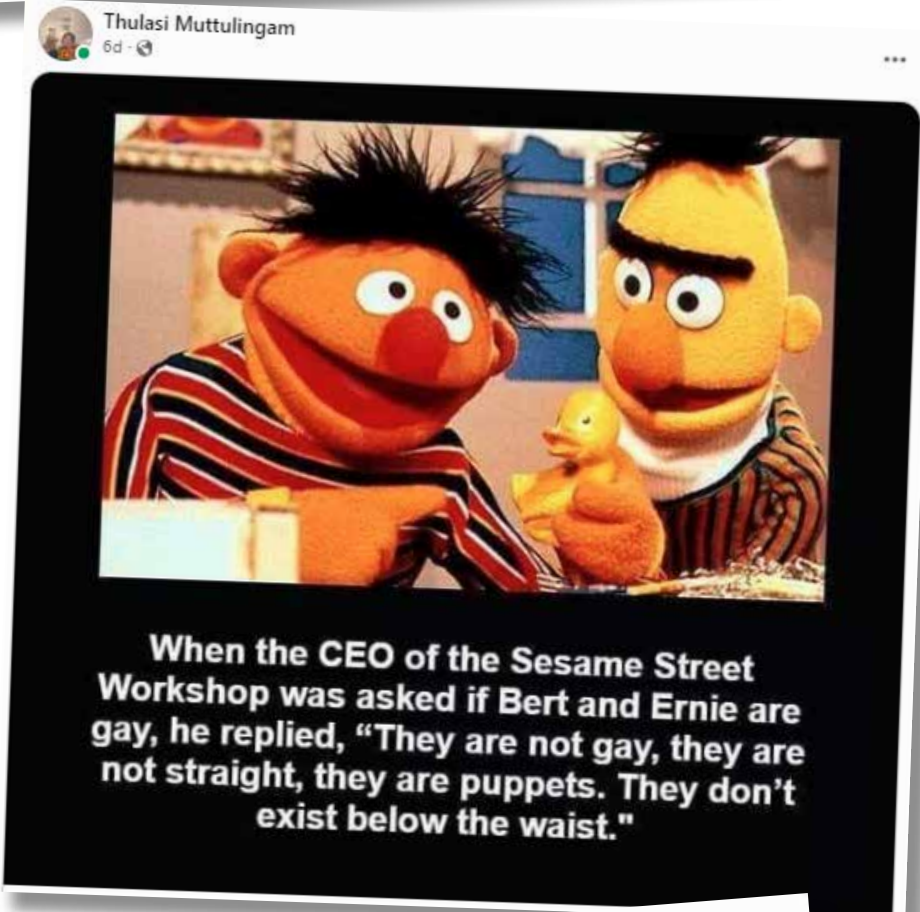 Thulasi Muttulingam
6d ·
When the CEO of the Sesame Street
Workshop was asked if Bert and Ernie are
gay, he replied, “They are not gay, they are
not straight, they are puppets. They don’t
exist below the waist."